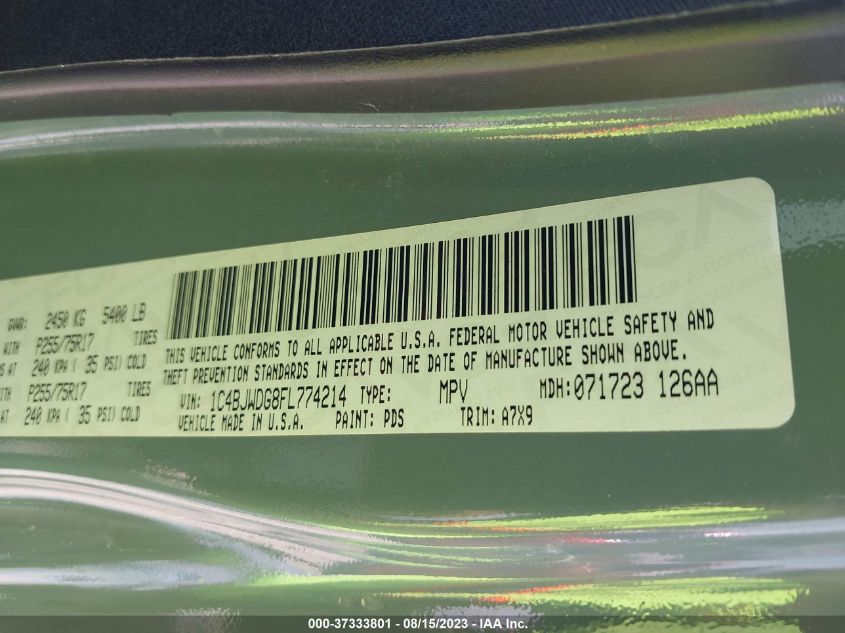 GVWR: 2450 KG 5400 LB
WITH P255/75R17 TIRES
AT 240 KPA ( 35 PSI) COLD
WITH P255/75R17 TIRES
AT 240 KPA ( 35 PSI) COLD
THIS VEHICLE CONFORMS TO ALL APPLICABLE U.S.A. FEDERAL MOTOR VEHICLE SAFETY AND
THEFT PREVENTION STANDARDS IN EFFECT ON THE DATE OF MANUFACTURE SHOWN ABOVE.
VIN: 1C4BJWDG8FL774214 TYPE: MPV MDH:071723 126AA
VEHICLE MADE IN U.S.A. PAINT: PDS TRIM: A7X9
000-37333801 - 08/15/2023 - IAA Inc.